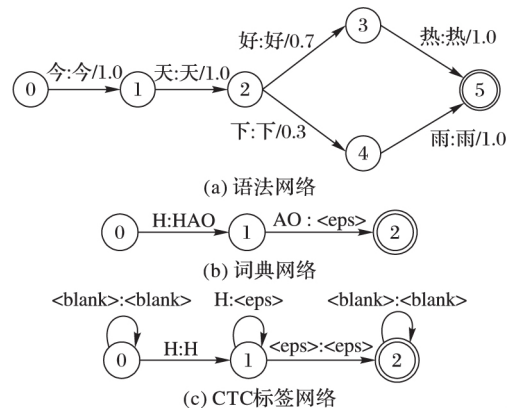 好:好/0.7
3
热:热/1.0
今:今/1.0
天:天/1.0
0
1
2
5
下:下/0.3
雨:雨/1.0
4
(a) 语法网络
0
H:HAO
1
AO : <eps>
2
(b) 词典网络
<blank>:<blank>
H:<eps>
<blank>:<blank>
0
H:H
1
<eps>:<eps>
2
(c) CTC标签网络